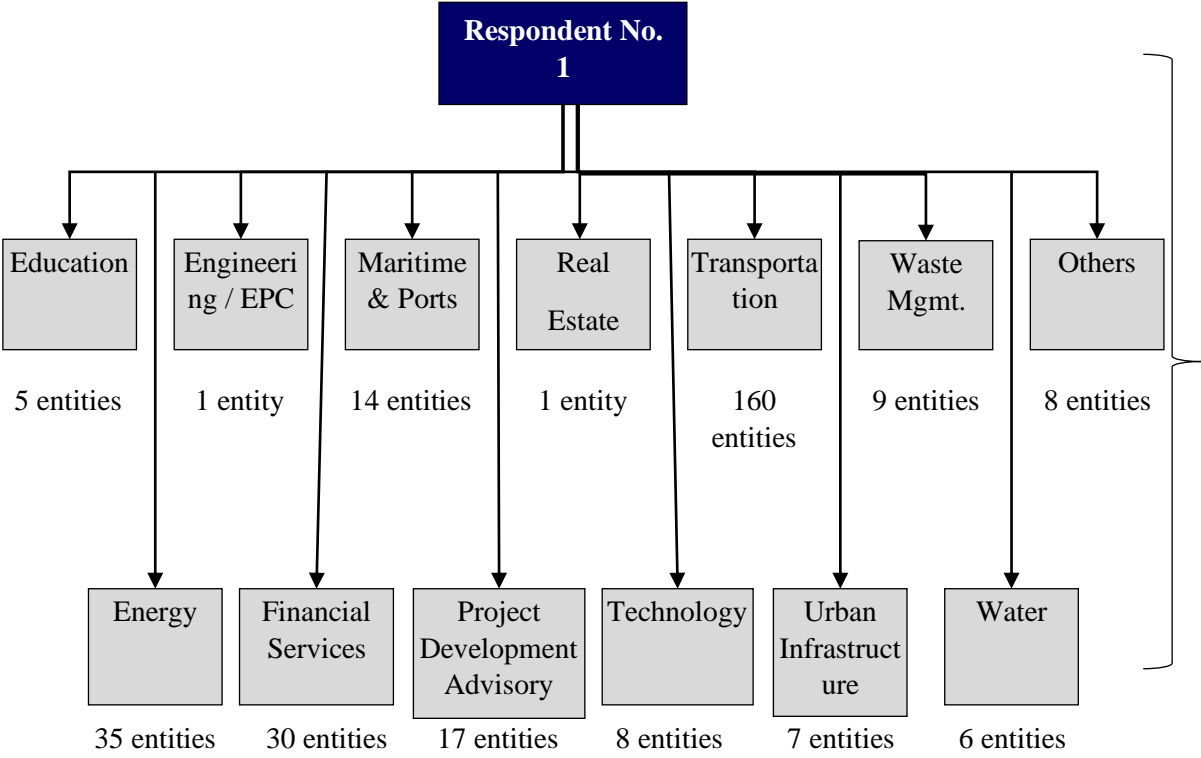 Respondent No.
1
Education
Engineeri
ng / EPC
Maritime
& Ports
Real
Estate
Transporta
tion
Waste
Mgmt.
Others
5 entities
1 entity
14 entities
1 entity
160
entities
9 entities
8 entities
Energy
Financial
Services
Project
Development
Advisory
Technology
Urban
Infrastruct
ure
Water
35 entities
30 entities
17 entities
8 entities
7 entities
6 entities